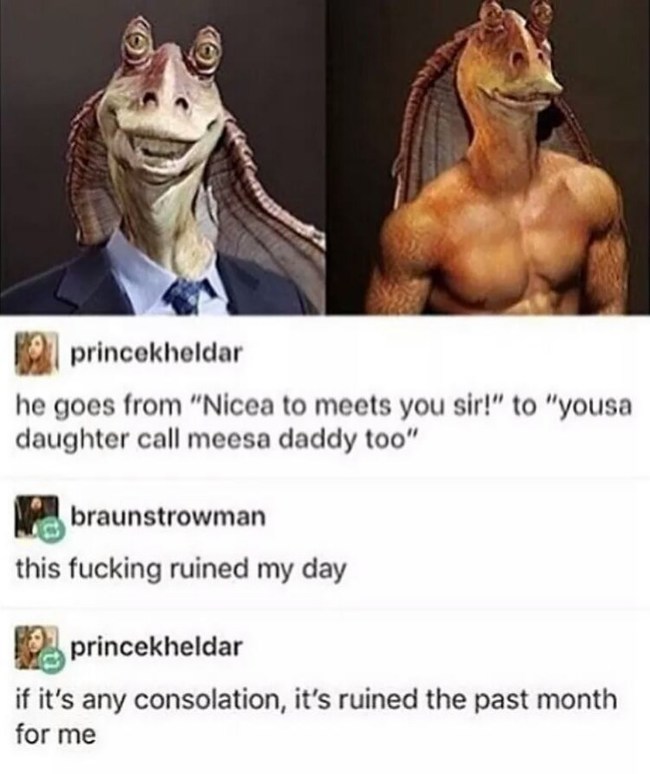 princekheldar
he goes from "Nicea to meets you sir!" to "yousa
daughter call meesa daddy too"
braunstrowman
this fucking ruined my day
princekheldar
if it's any consolation, it's ruined the past month
for me